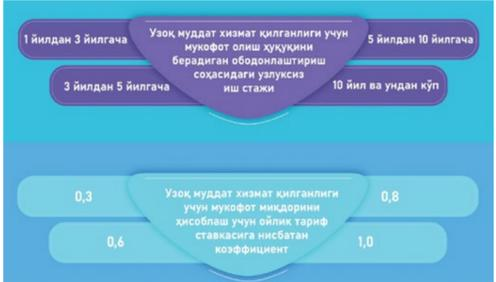 1 йилдан 3 йилгача
3 йилдан 5 йилгача
Узоқ муддат хизмат қилганлиги учун
мукофот олиш ҳуқуқини
берадиган ободонлаштириш
соҳасидаги узлуксиз
иш стажи
5 йилдан 10 йилгача
10 йил ва ундан кўп
0,3
0,6
Узоқ муддат хизмат қилганлиги
учун мукофот миқдорини
ҳисоблаш учун ойлик тариф
ставкасига нисбатан
коэффициент
0,8
1,0